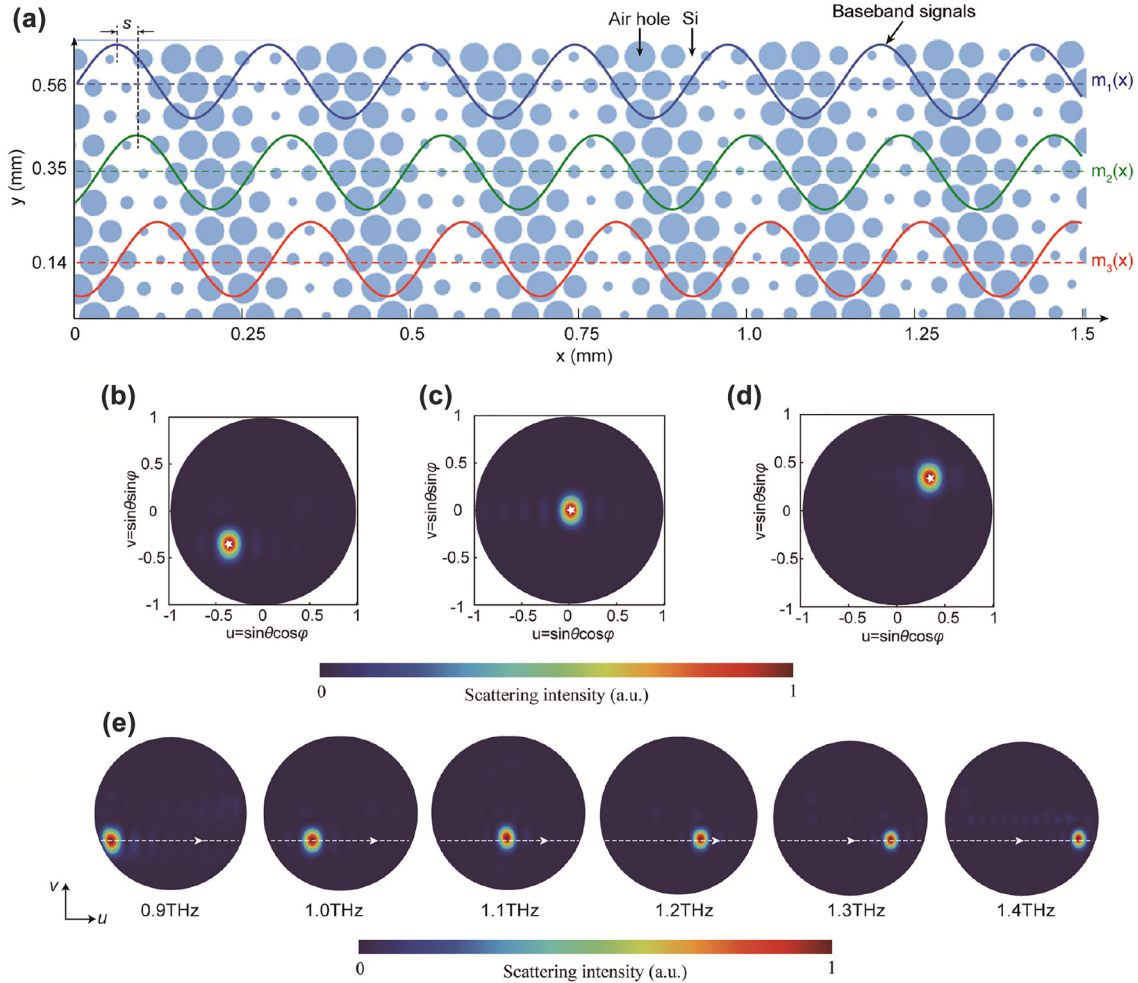 (a)
s
Air hole
Si
Baseband signals
0.56
m₁(x)
y (mm)
0.35
m₂(x)
0.14
m₃(x)
0 0.25 0.5 0.75 1.0 1.25 1.5
x (mm)
(b) (c) (d)
1 1 1
0.5 0.5 0.5
v=sinθsinφ v=sinθsinφ v=sinθsinφ
0 0 0
-0.5 -0.5 -0.5
-1 -1 -1
-1 -0.5 0 0.5 1 -1 -0.5 0 0.5 1 -1 -0.5 0 0.5 1
u=sinθcosφ u=sinθcosφ u=sinθcosφ
0 Scattering intensity (a.u.) 1
(e)
v
u
0.9THz 1.0THz 1.1THz 1.2THz 1.3THz 1.4THz
0 Scattering intensity (a.u.) 1